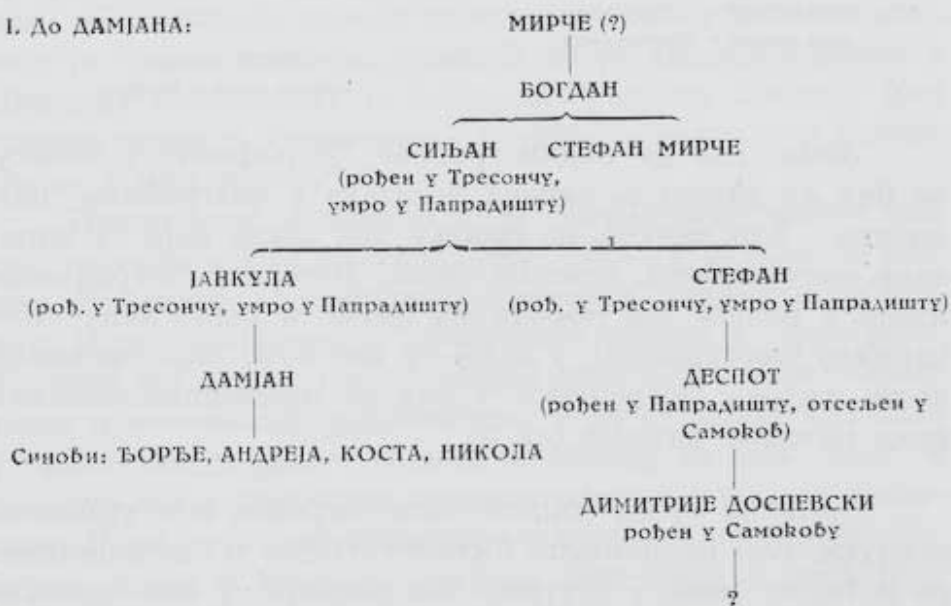 I. До ДАМЈАНА:
МИРЧЕ (?)
БОГДАН
СИЉАН СТЕФАН МИРЧЕ
(рођен у Тресончу,
умро у Папрадишту)
ЈАНКУЛА СТЕФАН
(рођ. у Тресончу, умро у Папрадишту) (рођ. у Тресончу, умро у Папрадишту)
ДАМЈАН ДЕСПОТ
(рођен у Папрадишту, отсељен у
Самоков)
Синови: ЂОРЂЕ, АНДРЕЈА, КОСТА, НИКОЛА
ДИМИТРИЈЕ ДОСПЕВСКИ
рођен у Самокову
?